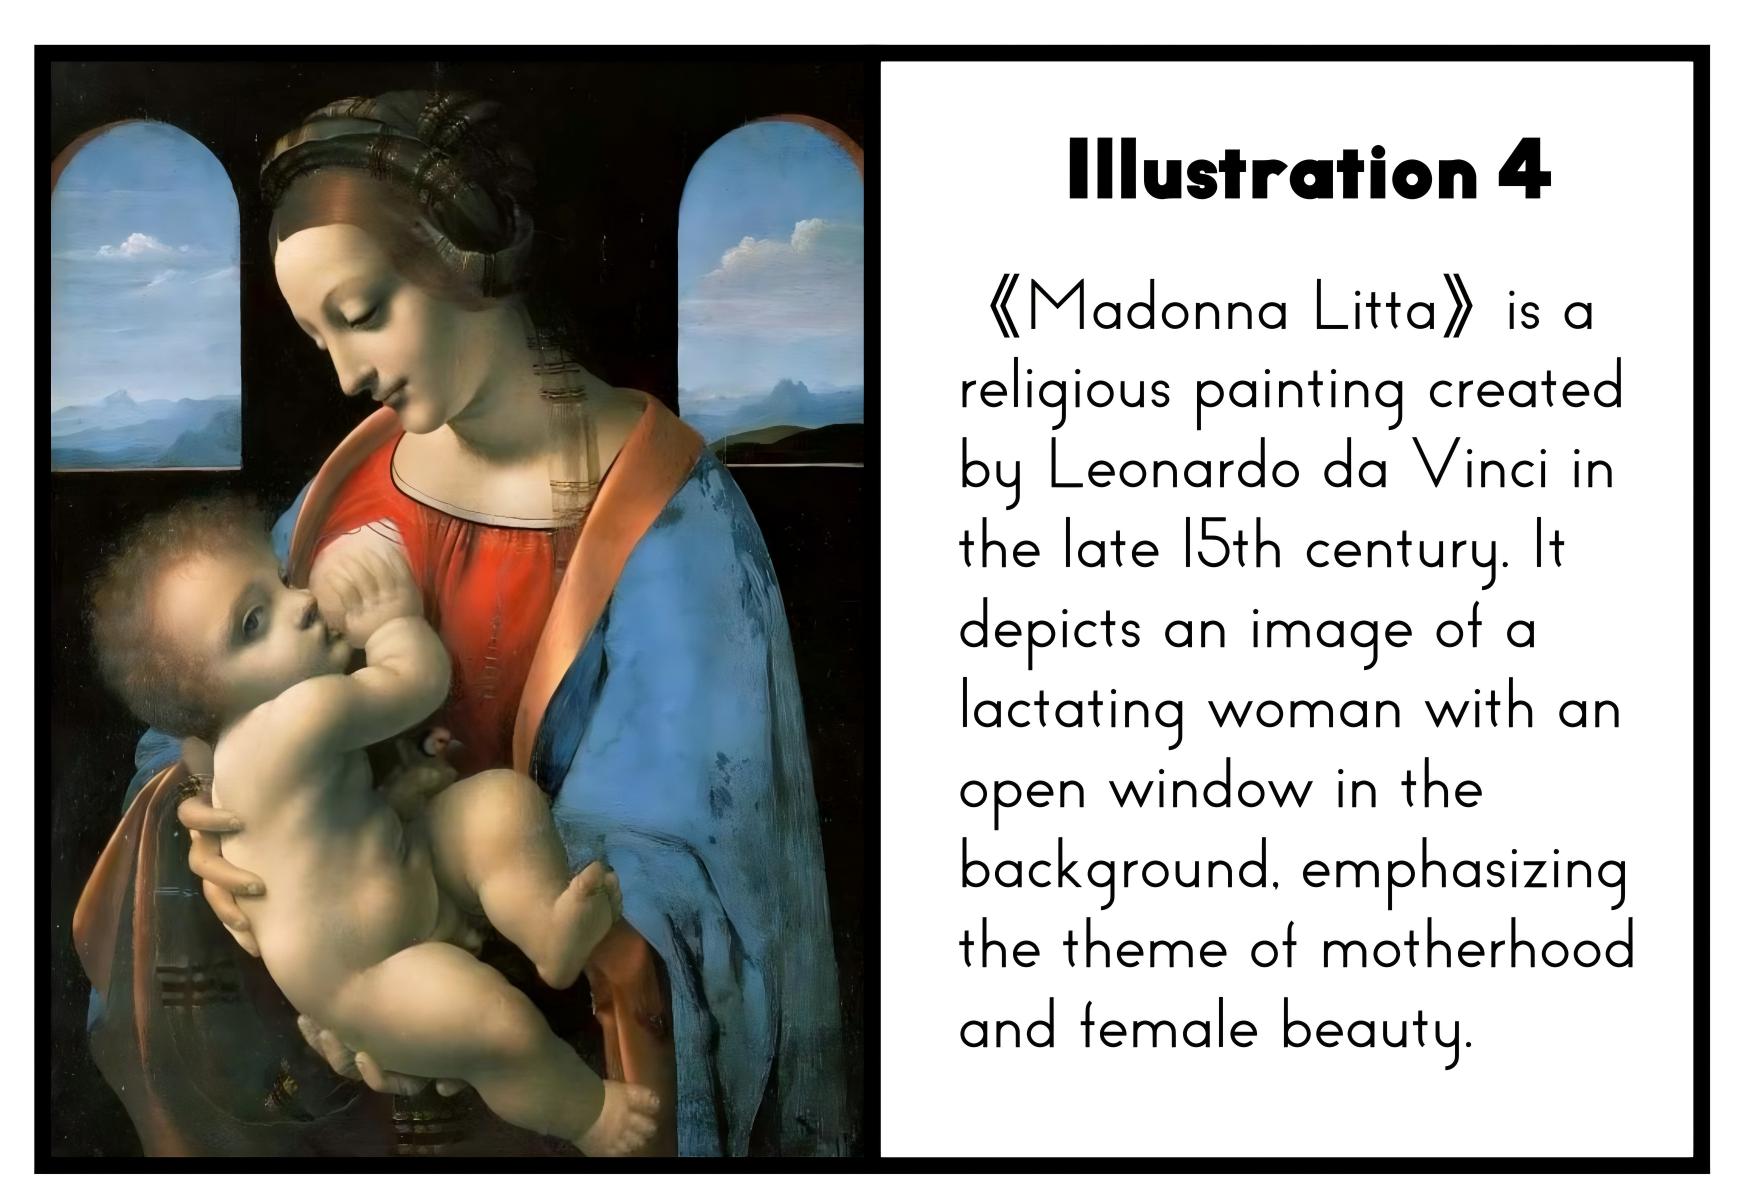 Illustration 4
《Madonna Litta》 is a
religious painting created
by Leonardo da Vinci in
the late 15th century. It
depicts an image of a
lactating woman with an
open window in the
background, emphasizing
the theme of motherhood
and female beauty.